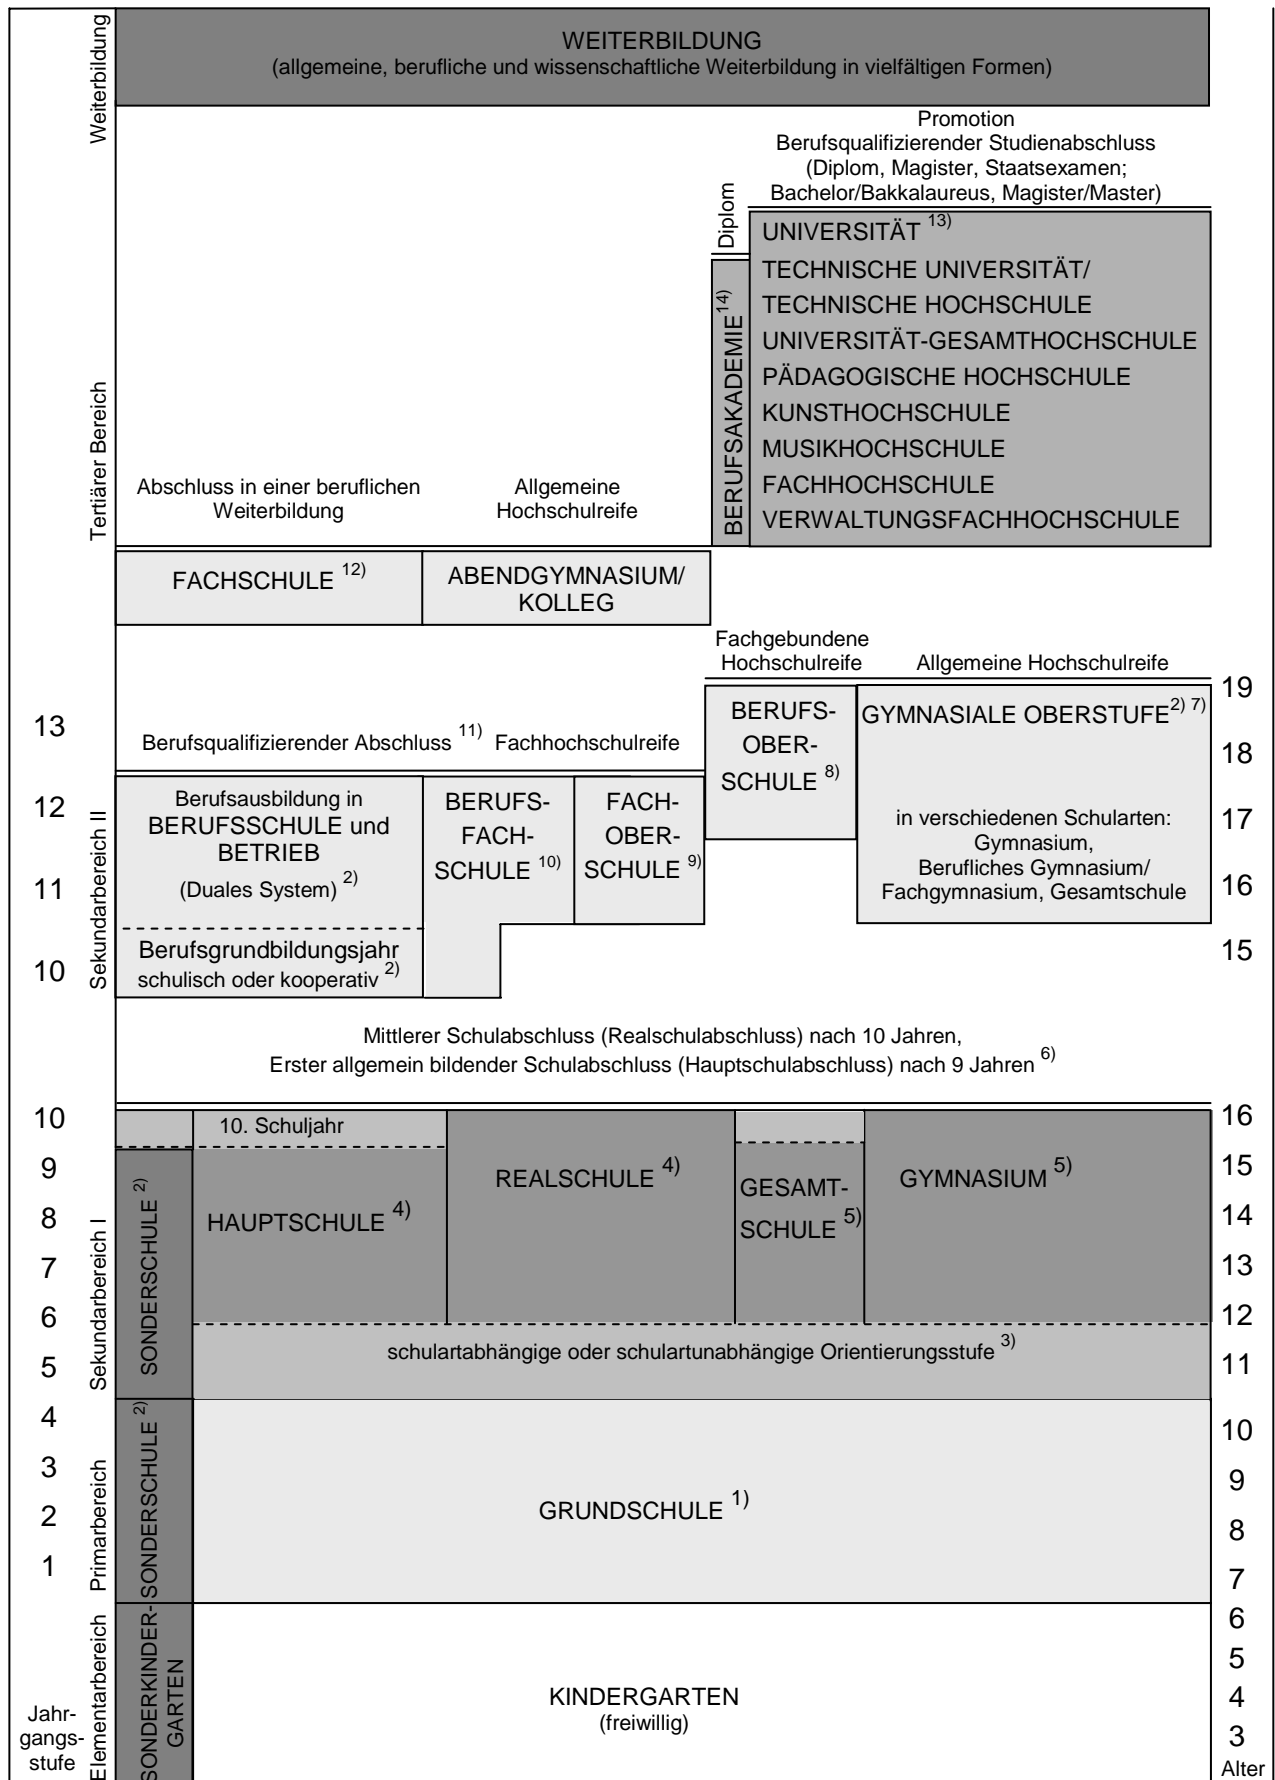 Weiterbildung
WEITERBILDUNG
(allgemeine, berufliche und wissenschaftliche Weiterbildung in vielfältigen Formen)
Promotion
Berufsqualifizierender Studienabschluss
(Diplom, Magister, Staatsexamen;
Bachelor/Bakkalaureus, Magister/Master)
Diplom
Tertiärer Bereich
UNIVERSITÄT 13)
TECHNISCHE UNIVERSITÄT/
TECHNISCHE HOCHSCHULE
UNIVERSITÄT-GESAMTHOCHSCHULE
PÄDAGOGISCHE HOCHSCHULE
KUNSTHOCHSCHULE
MUSIKHOCHSCHULE
FACHHOCHSCHULE
VERWALTUNGSFACHHOCHSCHULE
BERUFSAKADEMIE 14)
Abschluss in einer beruflichen
Weiterbildung
Allgemeine
Hochschulreife
FACHSCHULE 12)
ABENDGYMNASIUM/
KOLLEG
Fachgebundene
Hochschulreife
Allgemeine Hochschulreife
Sekundarbereich II
13
12
11
10
19
18
17
16
15
Berufsqualifizierender Abschluss 11)
Fachhochschulreife
BERUFS-
OBER-
SCHULE 8)
GYMNASIALE OBERSTUFE2) 7)
in verschiedenen Schularten:
Gymnasium,
Berufliches Gymnasium/
Fachgymnasium, Gesamtschule
Berufsausbildung in
BERUFSSCHULE und
BETRIEB
(Duales System) 2)
BERUFS-
FACH-
SCHULE 10)
FACH-
OBER-
SCHULE 9)
Berufsgrundbildungsjahr
schulisch oder kooperativ 2)
Mittlerer Schulabschluss (Realschulabschluss) nach 10 Jahren,
Erster allgemein bildender Schulabschluss (Hauptschulabschluss) nach 9 Jahren 6)
Sekundarbereich I
10
9
8
7
6
5
16
15
14
13
12
11
10. Schuljahr
SONDERSCHULE 2)
HAUPTSCHULE 4)
REALSCHULE 4)
GESAMT-
SCHULE 5)
GYMNASIUM 5)
schulartabhängige oder schulartunabhängige Orientierungsstufe 3)
Primarbereich
4
3
2
1
10
9
8
7
SONDERSCHULE 2)
GRUNDSCHULE 1)
Elementarbereich
6
5
4
3
SONDERKINDER-
GARTEN
KINDERGARTEN
(freiwillig)
Jahr-
gangs-
stufe
Alter